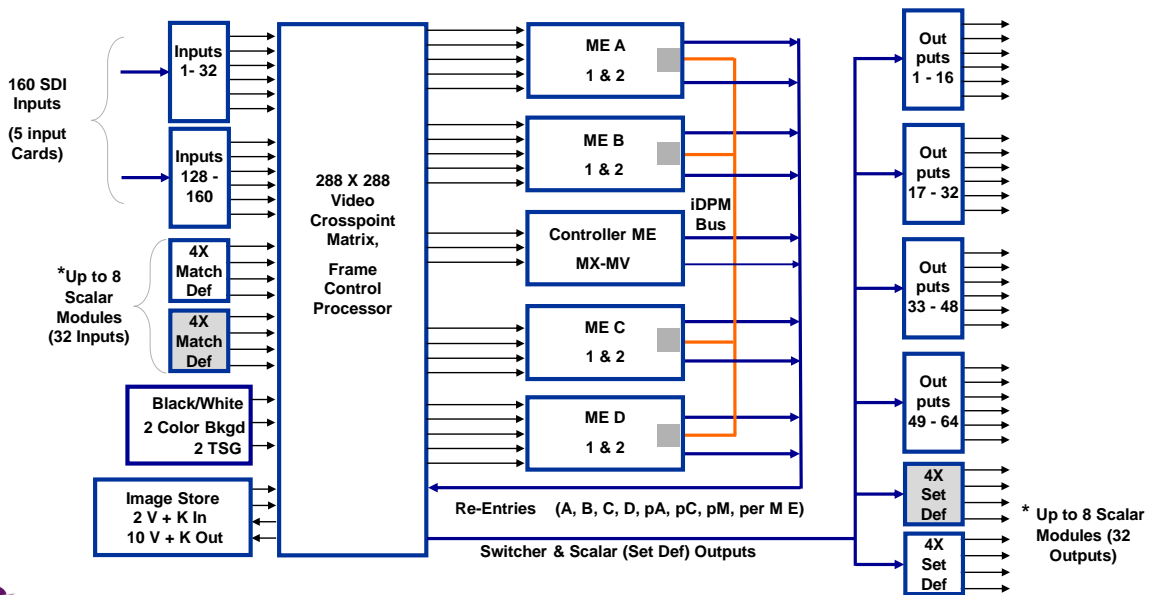 160 SDI
Inputs
(5 input
Cards)
Inputs
1- 32
Inputs
128 -
160
*Up to 8
Scalar
Modules
(32 Inputs)
4X
Match
Def
4X
Match
Def
Black/White
2 Color Bkgd
2 TSG
Image Store
2 V + K In
10 V + K Out
288 X 288
Video
Crosspoint
Matrix,
Frame
Control
Processor
ME A
1 & 2
ME B
1 & 2
Controller ME
MX-MV
ME C
1 & 2
ME D
1 & 2
iDPM
Bus
Re-Entries (A, B, C, D, pA, pC, pM, per M E)
Switcher & Scalar (Set Def) Outputs
Out
puts
1 - 16
Out
puts
17 - 32
Out
puts
33 - 48
Out
puts
49 - 64
4X
Set
Def
4X
Set
Def
* Up to 8 Scalar
Modules (32
Outputs)